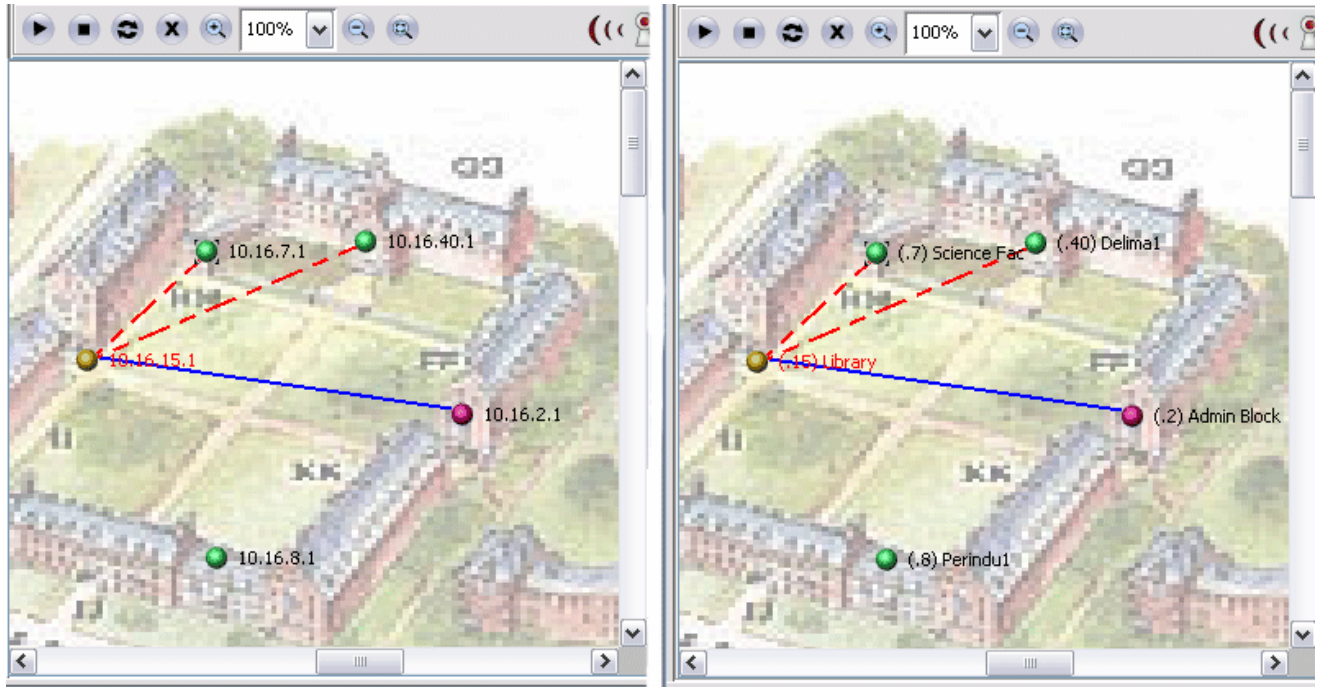 100%
10.16.7.1
10.16.40.1
10.16.15.1
10.16.2.1
10.16.8.1
100%
(.7) Science Fac
(.40) Delima1
(.15) Library
(.2) Admin Block
(.8) Perindu1